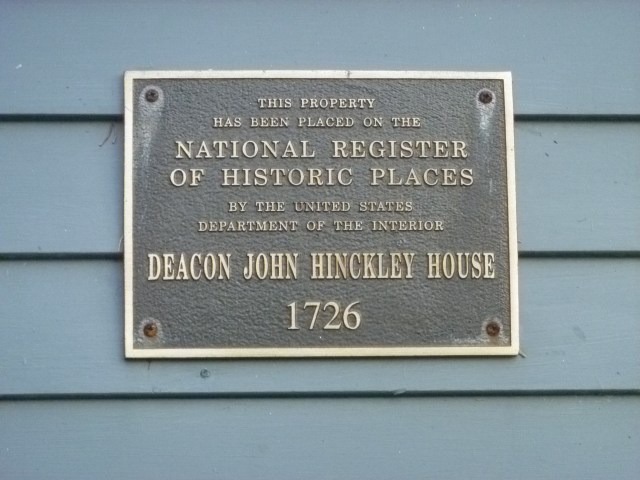 THIS PROPERTY
HAS BEEN PLACED ON THE
NATIONAL REGISTER
OF HISTORIC PLACES
BY THE UNITED STATES
DEPARTMENT OF THE INTERIOR
DEACON JOHN HINCKLEY HOUSE
1726